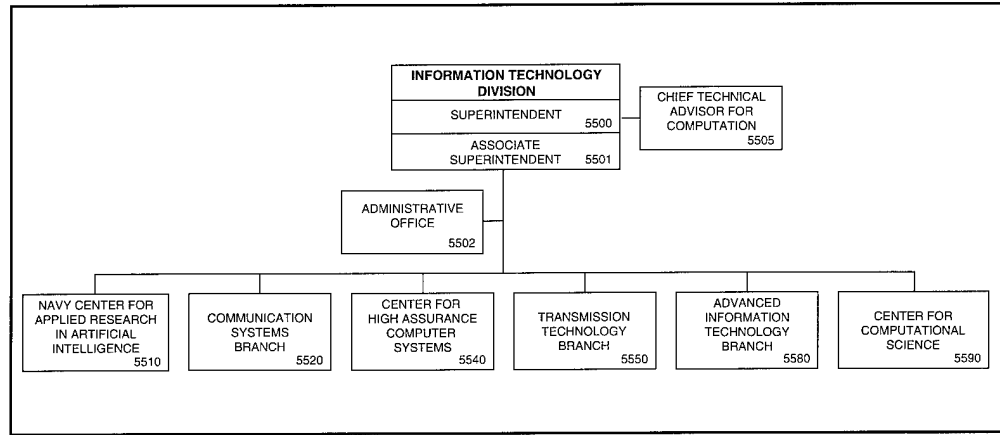 INFORMATION TECHNOLOGY
DIVISION
SUPERINTENDENT
5500
ASSOCIATE
SUPERINTENDENT
5501
CHIEF TECHNICAL
ADVISOR FOR
COMPUTATION
5505
ADMINISTRATIVE
OFFICE
5502
NAVY CENTER FOR
APPLIED RESEARCH
IN ARTIFICIAL
INTELLIGENCE
5510
COMMUNICATION
SYSTEMS
BRANCH
5520
CENTER FOR
HIGH ASSURANCE
COMPUTER
SYSTEMS
5540
TRANSMISSION
TECHNOLOGY
BRANCH
5550
ADVANCED
INFORMATION
TECHNOLOGY
BRANCH
5580
CENTER FOR
COMPUTATIONAL
SCIENCE
5590